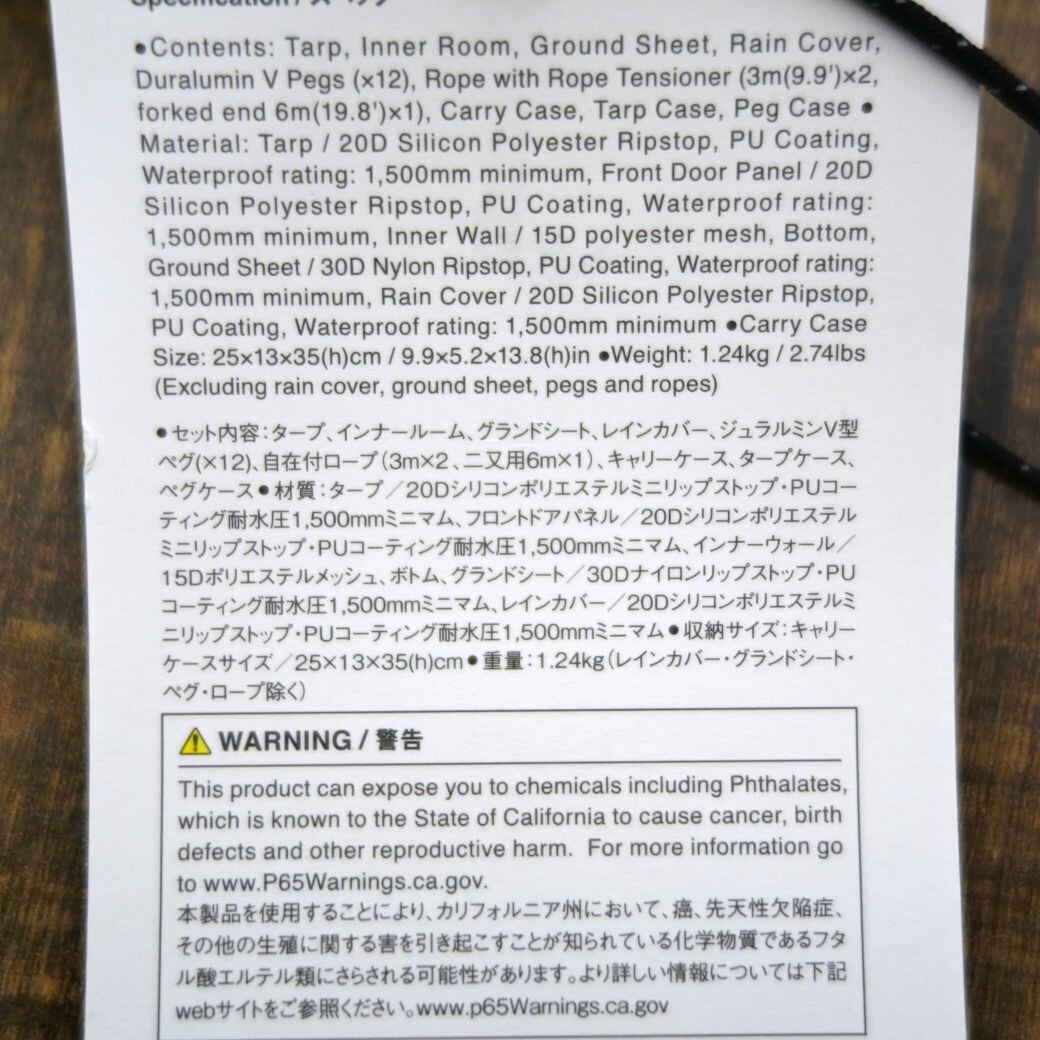 Specification / スペック
●Contents: Tarp, Inner Room, Ground Sheet, Rain Cover,
Duralumin V Pegs (×12), Rope with Rope Tensioner (3m(9.9')×2,
forked end 6m(19.8')×1), Carry Case, Tarp Case, Peg Case ●
Material: Tarp / 20D Silicon Polyester Ripstop, PU Coating,
Waterproof rating: 1,500mm minimum, Front Door Panel / 20D
Silicon Polyester Ripstop, PU Coating, Waterproof rating:
1,500mm minimum, Inner Wall / 15D polyester mesh, Bottom,
Ground Sheet / 30D Nylon Ripstop, PU Coating, Waterproof rating:
1,500mm minimum, Rain Cover / 20D Silicon Polyester Ripstop,
PU Coating, Waterproof rating: 1,500mm minimum ●Carry Case
Size: 25×13×35(h)cm / 9.9×5.2×13.8(h)in ●Weight: 1.24kg / 2.74lbs
(Excluding rain cover, ground sheet, pegs and ropes)
●セット内容：タープ、インナールーム、グランドシート、レインカバー、ジュラルミンV型
ペグ(×12)、自在付ロープ（3m×2、二又用6m×1）、キャリーケース、タープケース、
ペグケース●材質：タープ／20Dシリコンポリエステルミニリップストップ・PUコー
ティング耐水圧1,500mmミニマム、フロントドアパネル／20Dシリコンポリエステル
ミニリップストップ・PUコーティング耐水圧1,500mmミニマム、インナーウォール／
15Dポリエステルメッシュ、ボトム、グランドシート／30Dナイロンリップストップ・PU
コーティング耐水圧1,500mmミニマム、レインカバー／20Dシリコンポリエステルミ
ニリップストップ・PUコーティング耐水圧1,500mmミニマム●収納サイズ：キャリー
ケースサイズ／25×13×35(h)cm●重量：1.24kg（レインカバー・グランドシート・
ペグ・ロープ除く）
WARNING / 警告
This product can expose you to chemicals including Phthalates,
which is known to the State of California to cause cancer, birth
defects and other reproductive harm. For more information go
to www.P65Warnings.ca.gov.
本製品を使用することにより、カリフォルニア州において、癌、先天性欠陥症、
その他の生殖に関する害を引き起こすことが知られている化学物質であるフタ
ル酸エルテル類にさらされる可能性があります。より詳しい情報については下記
webサイトをご参照ください。www.p65Warnings.ca.gov